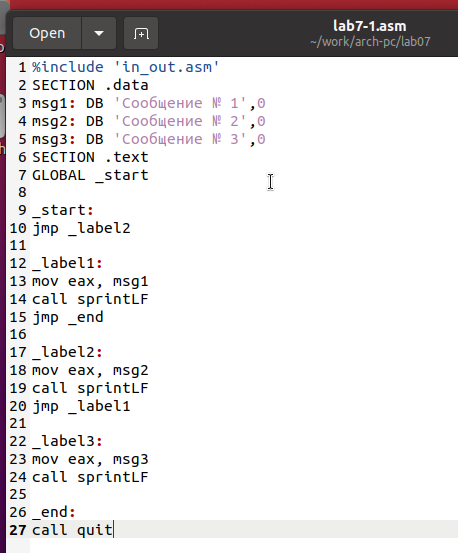 Open
lab7-1.asm
~/work/arch-pc/lab07
1 %include 'in_out.asm'
2 SECTION .data
3 msg1: DB 'Сообщение № 1',0
4 msg2: DB 'Сообщение № 2',0
5 msg3: DB 'Сообщение № 3',0
6 SECTION .text
7 GLOBAL _start
8
9 _start:
10 jmp _label2
11
12 _label1:
13 mov eax, msg1
14 call sprintLF
15 jmp _end
16
17 _label2:
18 mov eax, msg2
19 call sprintLF
20 jmp _label1
21
22 _label3:
23 mov eax, msg3
24 call sprintLF
25
26 _end:
27 call quit